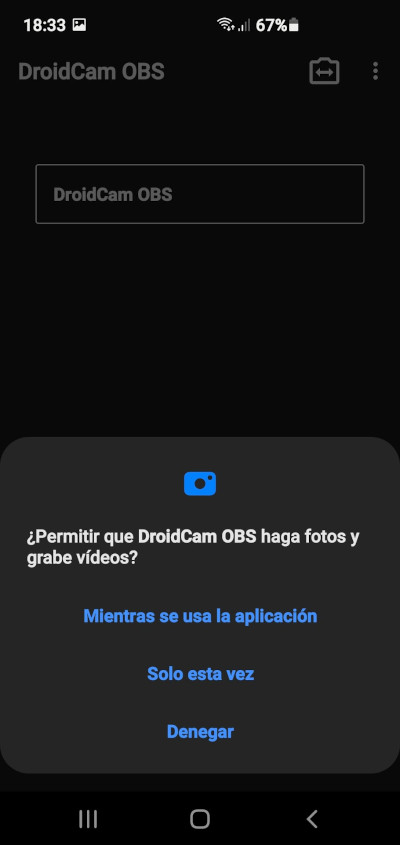 18:33 67%
DroidCam OBS
DroidCam OBS
¿Permitir que DroidCam OBS haga fotos y
grabe vídeos?
Mientras se usa la aplicación
Solo esta vez
Denegar